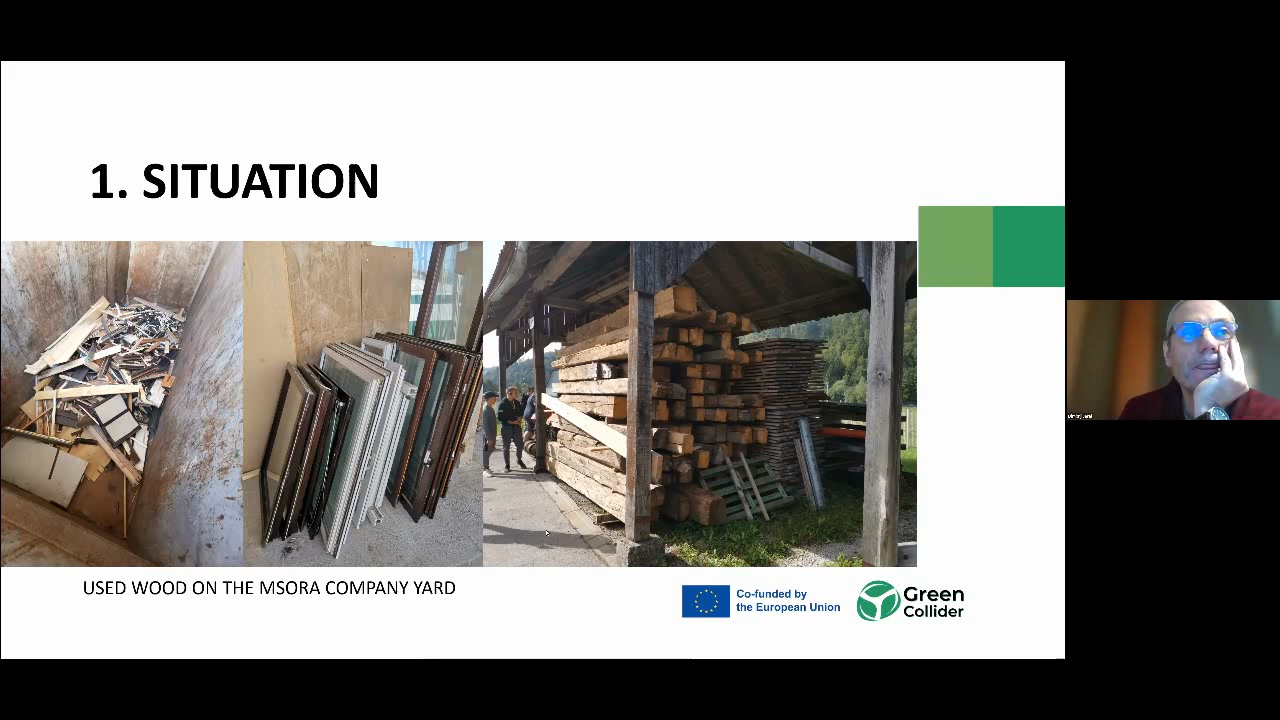 1. SITUATION
USED WOOD ON THE MSORA COMPANY YARD
Co-funded by
the European Union
Green
Collider